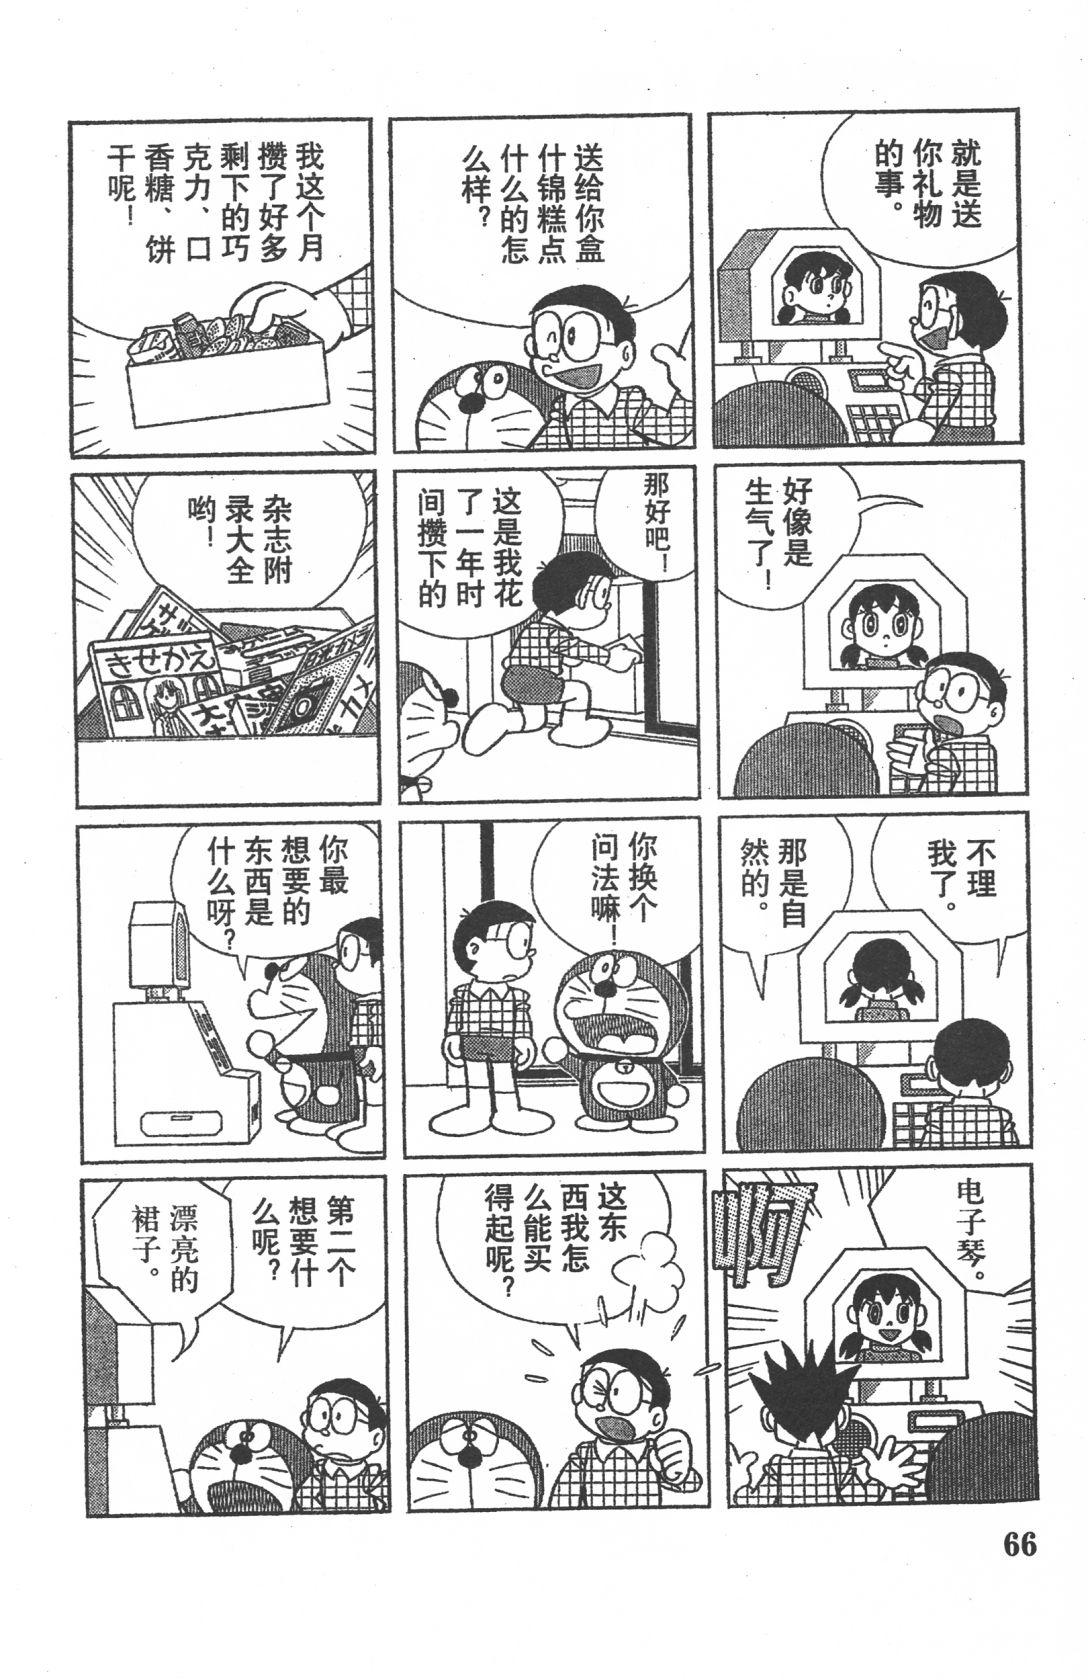 就是送
你礼物
的事。
送给你盒
什锦糕点
什么的怎
么样？
我这个月
攒了好多
剩下的巧
克力、口
香糖、饼
干呢！
好像是
生气了！
那好吧！
这是我花
了一年时
间攒下的
杂志附
录大全
哟！
きせかえ
不理
我了。
那是自
然的。
你换个
问法嘛！
你最
想要的
东西是
什么呀？
电子琴。
啊
这东
西我怎
么能买
得起呢？
第二个
想要什
么呢？
漂亮的
裙子。
66